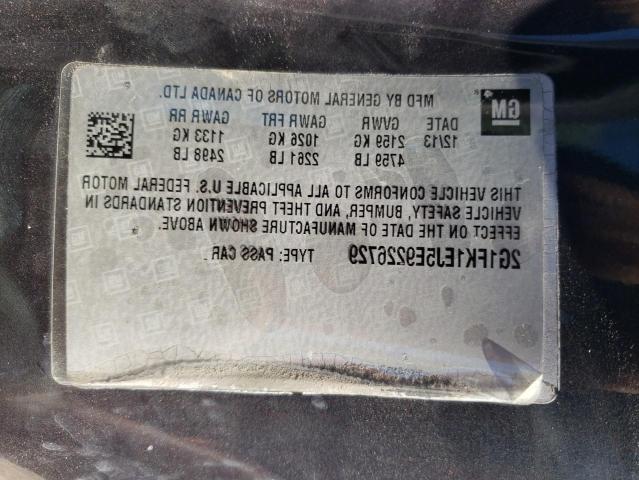 GM
MFD BY GENERAL MOTORS OF CANADA LTD.
DATE GVWR GAWR FRT GAWR RR
12/13 2159 KG 1026 KG 1133 KG
4759 LB 2261 LB 2498 LB
THIS VEHICLE CONFORMS TO ALL APPLICABLE U.S. FEDERAL MOTOR
VEHICLE SAFETY, BUMPER, AND THEFT PREVENTION STANDARDS IN
EFFECT ON THE DATE OF MANUFACTURE SHOWN ABOVE.
2G1FK1EJ5E9226729 TYPE: PASS CAR